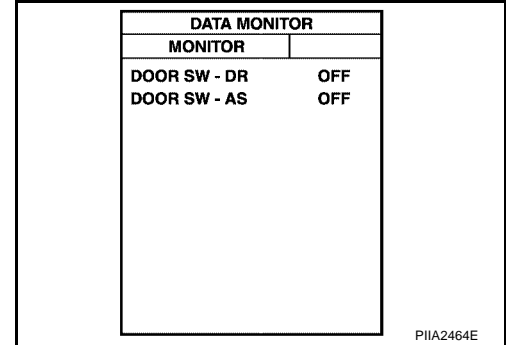 DATA MONITOR
MONITOR
DOOR SW - DR OFF
DOOR SW - AS OFF
PIIA2464E